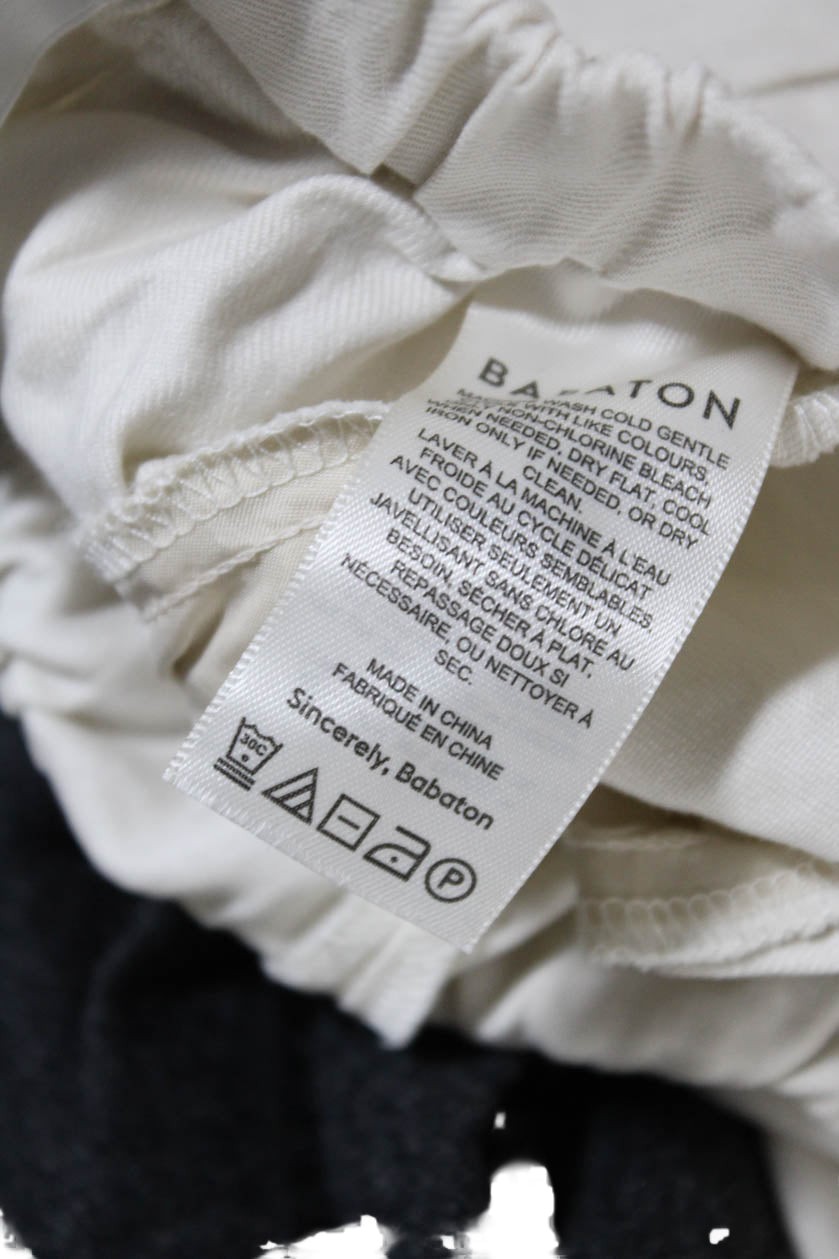 BABATON
WASH COLD GENTLE
WITH LIKE COLOURS.
NON-CHLORINE BLEACH
WHEN NEEDED, DRY FLAT, COOL
IRON ONLY IF NEEDED, OR DRY
CLEAN.
LAVER À LA MACHINE À L'EAU
FROIDE AU CYCLE DÉLICAT
AVEC COULEURS SEMBLABLES.
UTILISER SEULEMENT UN
JAVELLISANT SANS CHLORE AU
BESOIN, SÉCHER À PLAT,
REPASSAGE DOUX SI
NÉCESSAIRE, OU NETTOYER À
SEC.
MADE IN CHINA
FABRIQUÉ EN CHINE
Sincerely, Babaton
30C
P